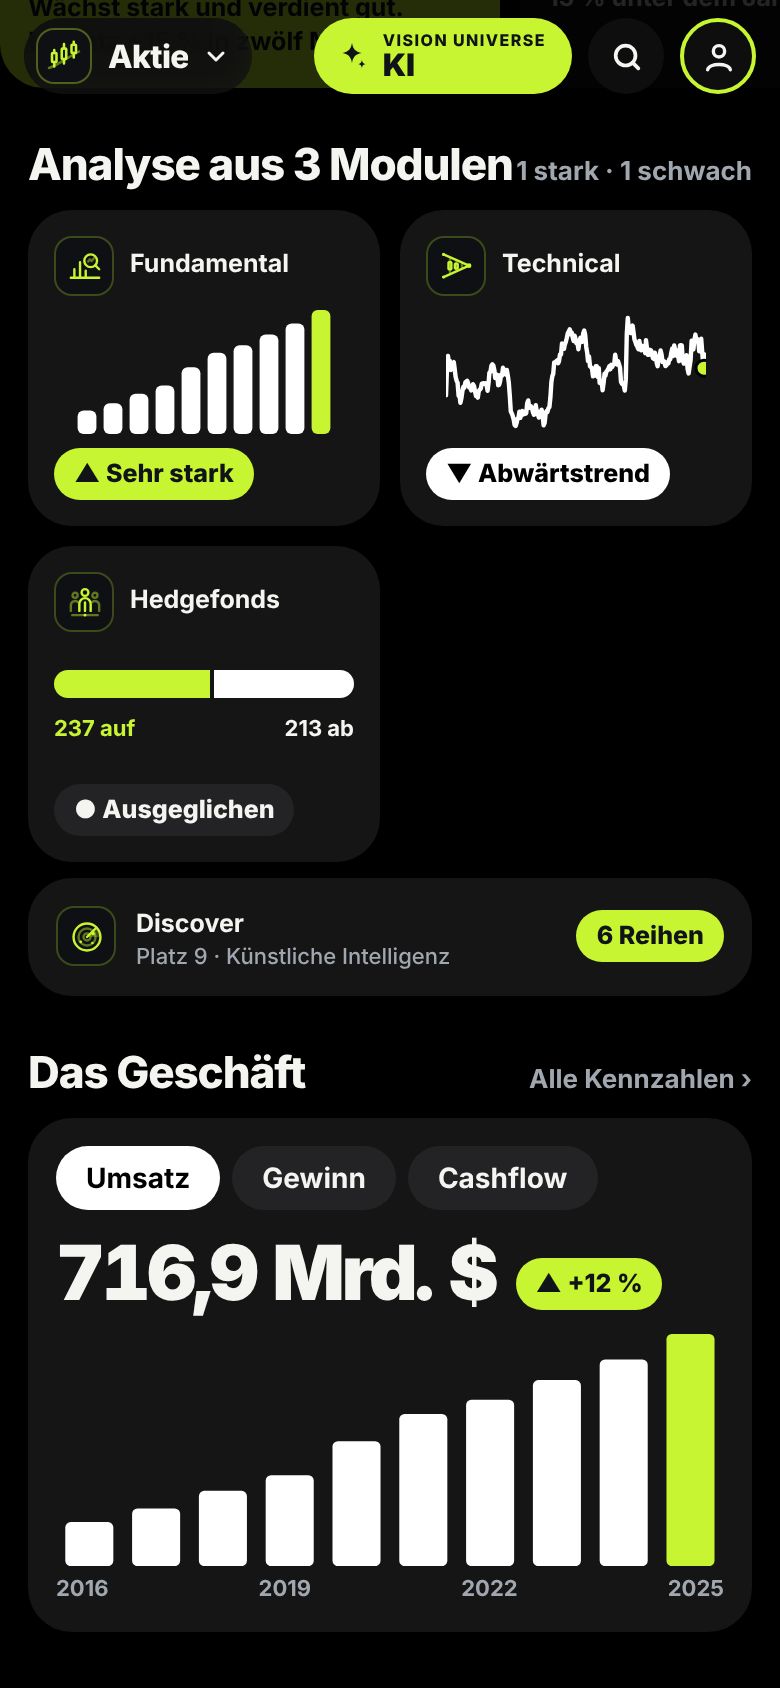 Wächst stark und verdient gut.
Aktie
zwölf
VISION UNIVERSE
KI
Analyse aus 3 Modulen
1 stark · 1 schwach
Fundamental
Technical
▲ Sehr stark
▼ Abwärtstrend
Hedgefonds
237 auf
213 ab
Ausgeglichen
Discover
Platz 9 · Künstliche Intelligenz
6 Reihen
Das Geschäft
Alle Kennzahlen ›
Umsatz
Gewinn
Cashflow
716,9 Mrd. $
▲ +12 %
2016
2019
2022
2025